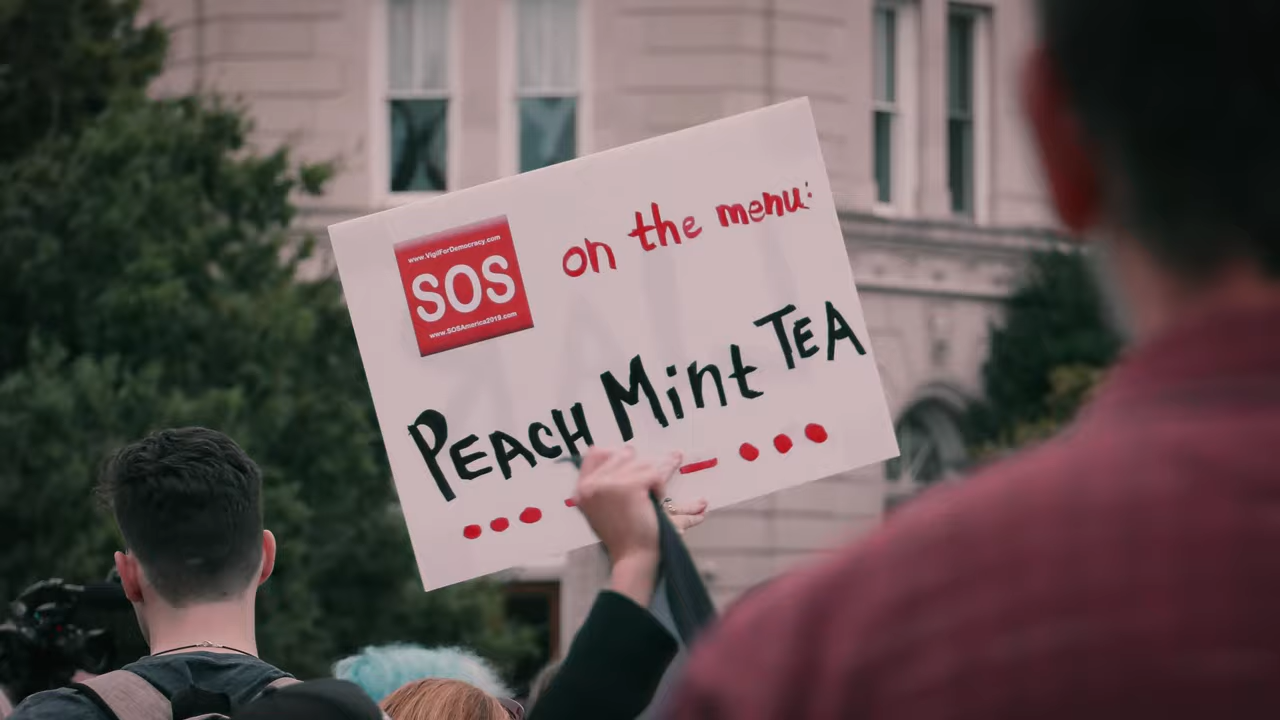 www.VigilForDemocracy.com
SOS
www.SOSAmerica2019.com
on the menu:
PEACH Mint TEA